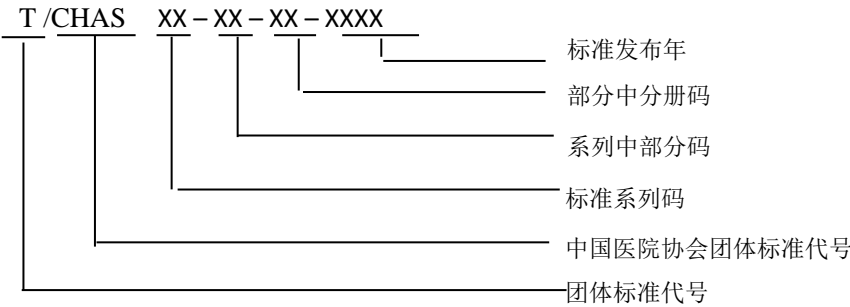 T /CHAS XX – XX – XX – XXXX
标准发布年
部分中分册码
系列中部分码
标准系列码
中国医院协会团体标准代号
团体标准代号